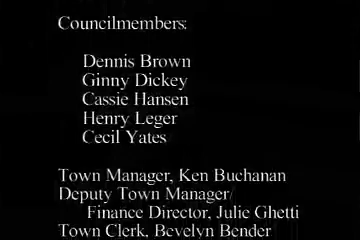 Councilmembers:
Dennis Brown
Ginny Dickey
Cassie Hansen
Henry Leger
Cecil Yates
Town Manager, Ken Buchanan
Deputy Town Manager/
Finance Director, Julie Ghetti
Town Clerk, Bevelyn Bender